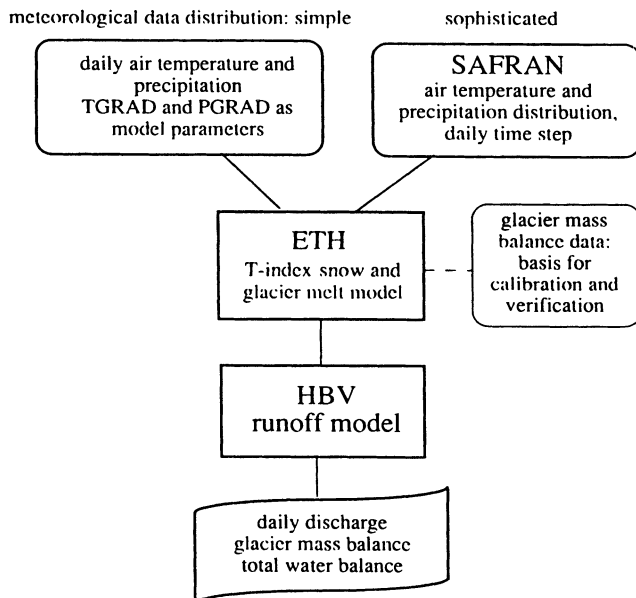 meteorological data distribution: simple
sophisticated
daily air temperature and
precipitation
TGRAD and PGRAD as
model parameters
SAFRAN
air temperature and
precipitation distribution,
daily time step
ETH
T-index snow and
glacier melt model
glacier mass
balance data:
basis for
calibration and
verification
HBV
runoff model
daily discharge
glacier mass balance
total water balance